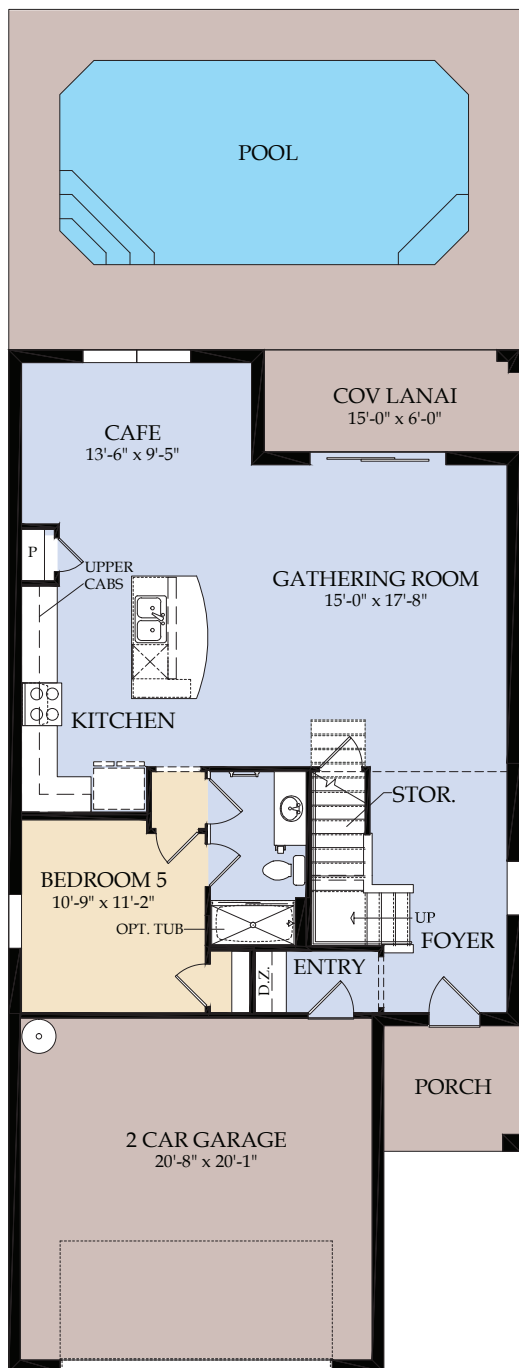 POOL
COV LANAI
15'-0" x 6'-0"
CAFE
13'-6" x 9'-5"
P
UPPER
CABS
GATHERING ROOM
15'-0" x 17'-8"
KITCHEN
STOR.
BEDROOM 5
10'-9" x 11'-2"
OPT. TUB
UP
FOYER
ENTRY
D.Z.
PORCH
2 CAR GARAGE
20'-8" x 20'-1"